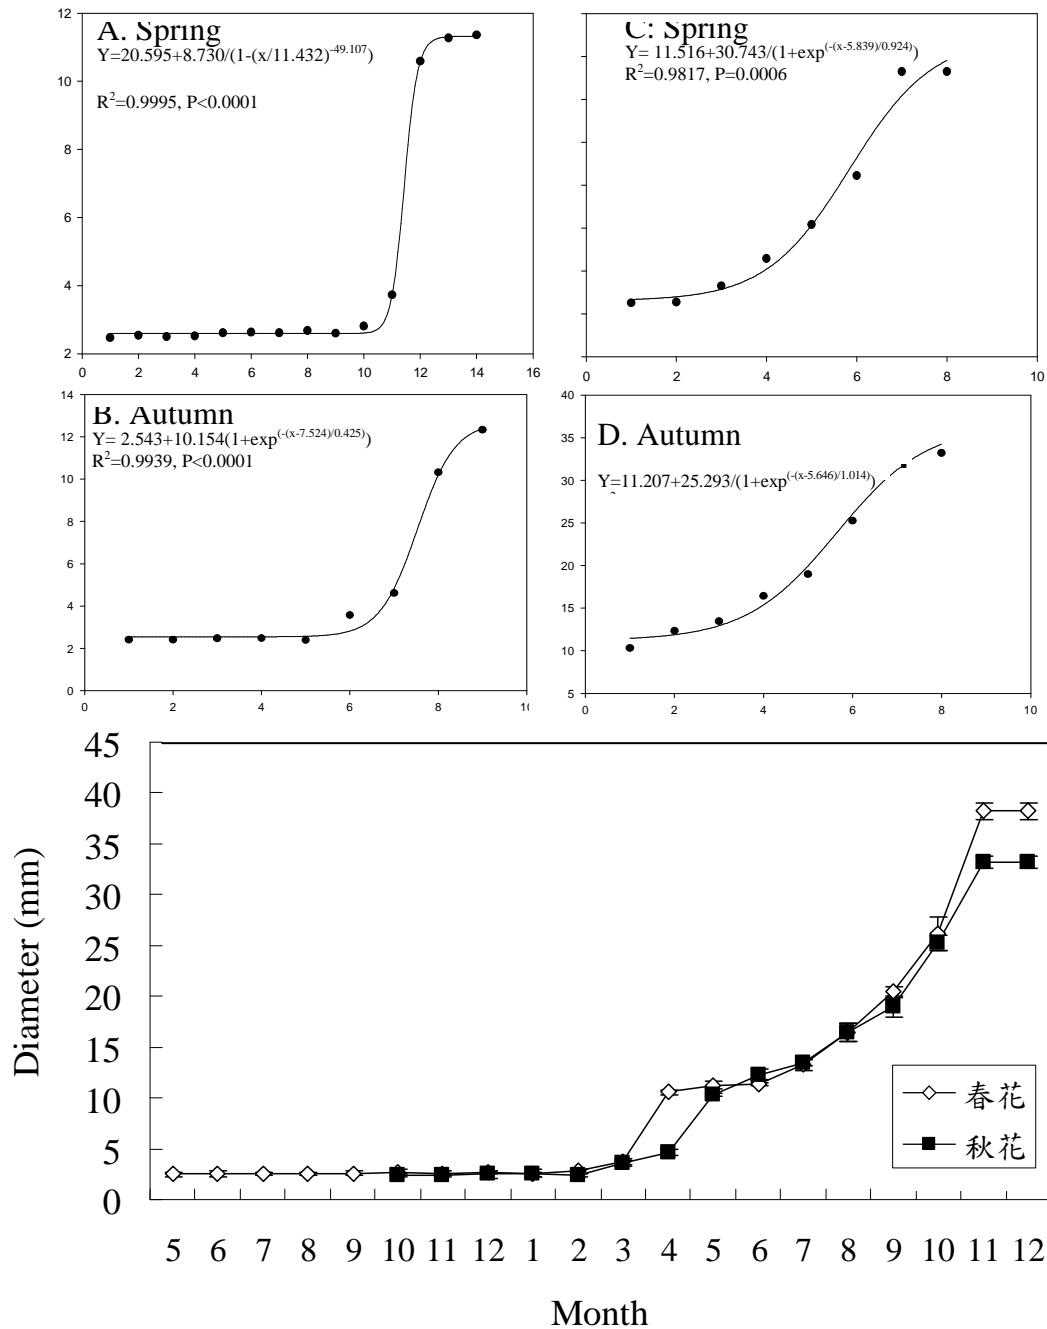 A. Spring
Y=20.595+8.730/(1-(x/11.432)^-49.107)
R^2=0.9995, P<0.0001
12
10
8
6
4
2
0 2 4 6 8 10 12 14 16
C: Spring
Y= 11.516+30.743/(1+exp^(-(x-5.839)/0.924)
R^2=0.9817, P=0.0006
0 2 4 6 8 10
B. Autumn
Y= 2.543+10.154(1+exp^(-(x-7.524)/0.425)
R^2=0.9939, P<0.0001
14
12
10
8
6
4
2
0
0 2 4 6 8 10
D. Autumn
Y=11.207+25.293/(1+exp^(-(x-5.646)/1.014)
40
35
30
25
20
15
10
5
0 2 4 6 8 10
45
40
35
30
25
20
15
10
5
0
Diameter (mm)
春花
秋花
5 6 7 8 9 10 11 12 1 2 3 4 5 6 7 8 9 10 11 12
Month